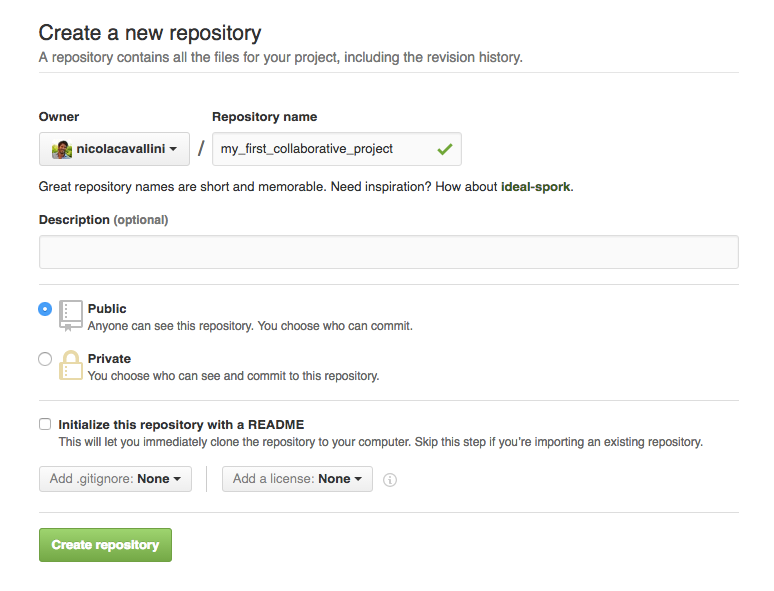 Create a new repository
A repository contains all the files for your project, including the revision history.
Owner Repository name
nicolacavallini / my_first_collaborative_project
Great repository names are short and memorable. Need inspiration? How about ideal-spork.
Description (optional)
Public
Anyone can see this repository. You choose who can commit.
Private
You choose who can see and commit to this repository.
Initialize this repository with a README
This will let you immediately clone the repository to your computer. Skip this step if you're importing an existing repository.
Add .gitignore: None Add a license: None
Create repository